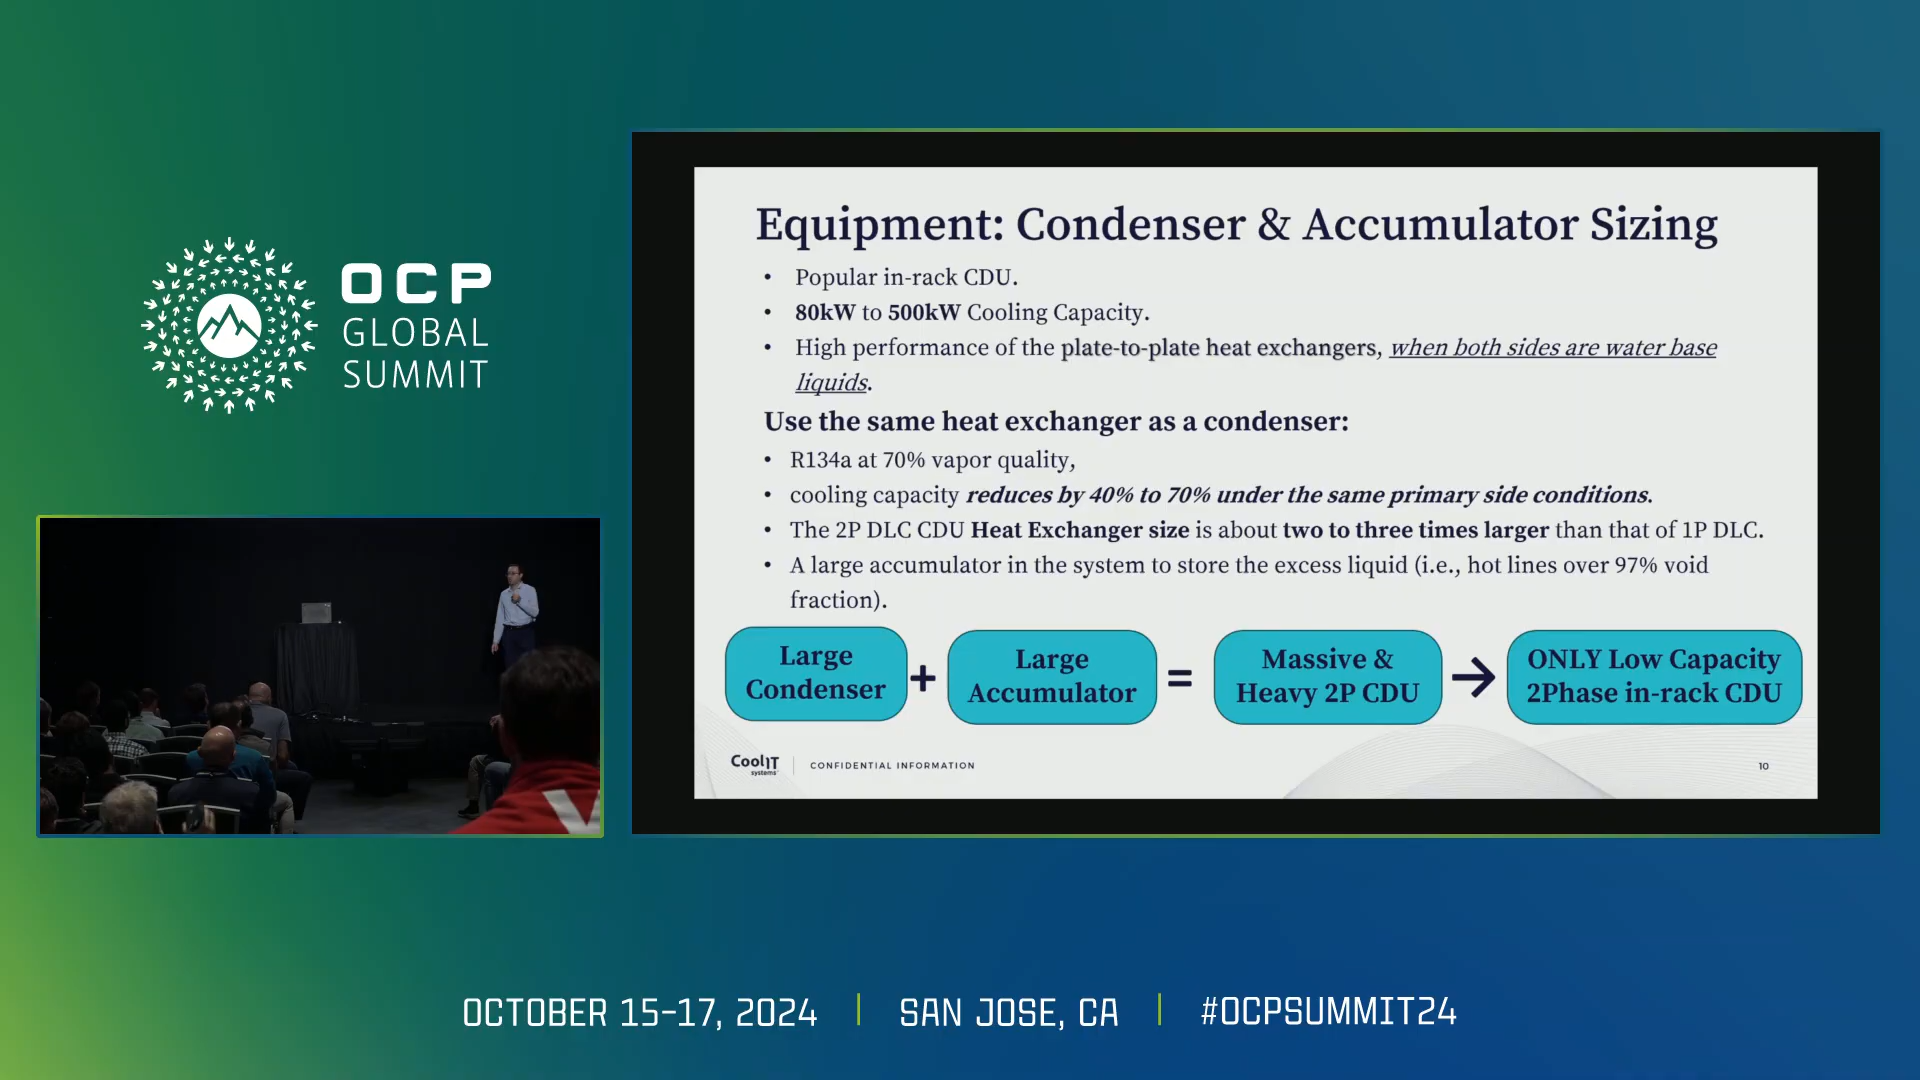 OCP
GLOBAL
SUMMIT
Equipment: Condenser & Accumulator Sizing
• Popular in-rack CDU.
• 80kW to 500kW Cooling Capacity.
• High performance of the plate-to-plate heat exchangers, when both sides are water base
liquids.
Use the same heat exchanger as a condenser:
• R134a at 70% vapor quality,
• cooling capacity reduces by 40% to 70% under the same primary side conditions.
• The 2P DLC CDU Heat Exchanger size is about two to three times larger than that of 1P DLC.
• A large accumulator in the system to store the excess liquid (i.e., hot lines over 97% void
fraction).
Large
Condenser
+
Large
Accumulator
=
Massive &
Heavy 2P CDU
→
ONLY Low Capacity
2Phase in-rack CDU
CoolIT
systems
CONFIDENTIAL INFORMATION
10
OCTOBER 15-17, 2024 | SAN JOSE, CA | #OCPSUMMIT24